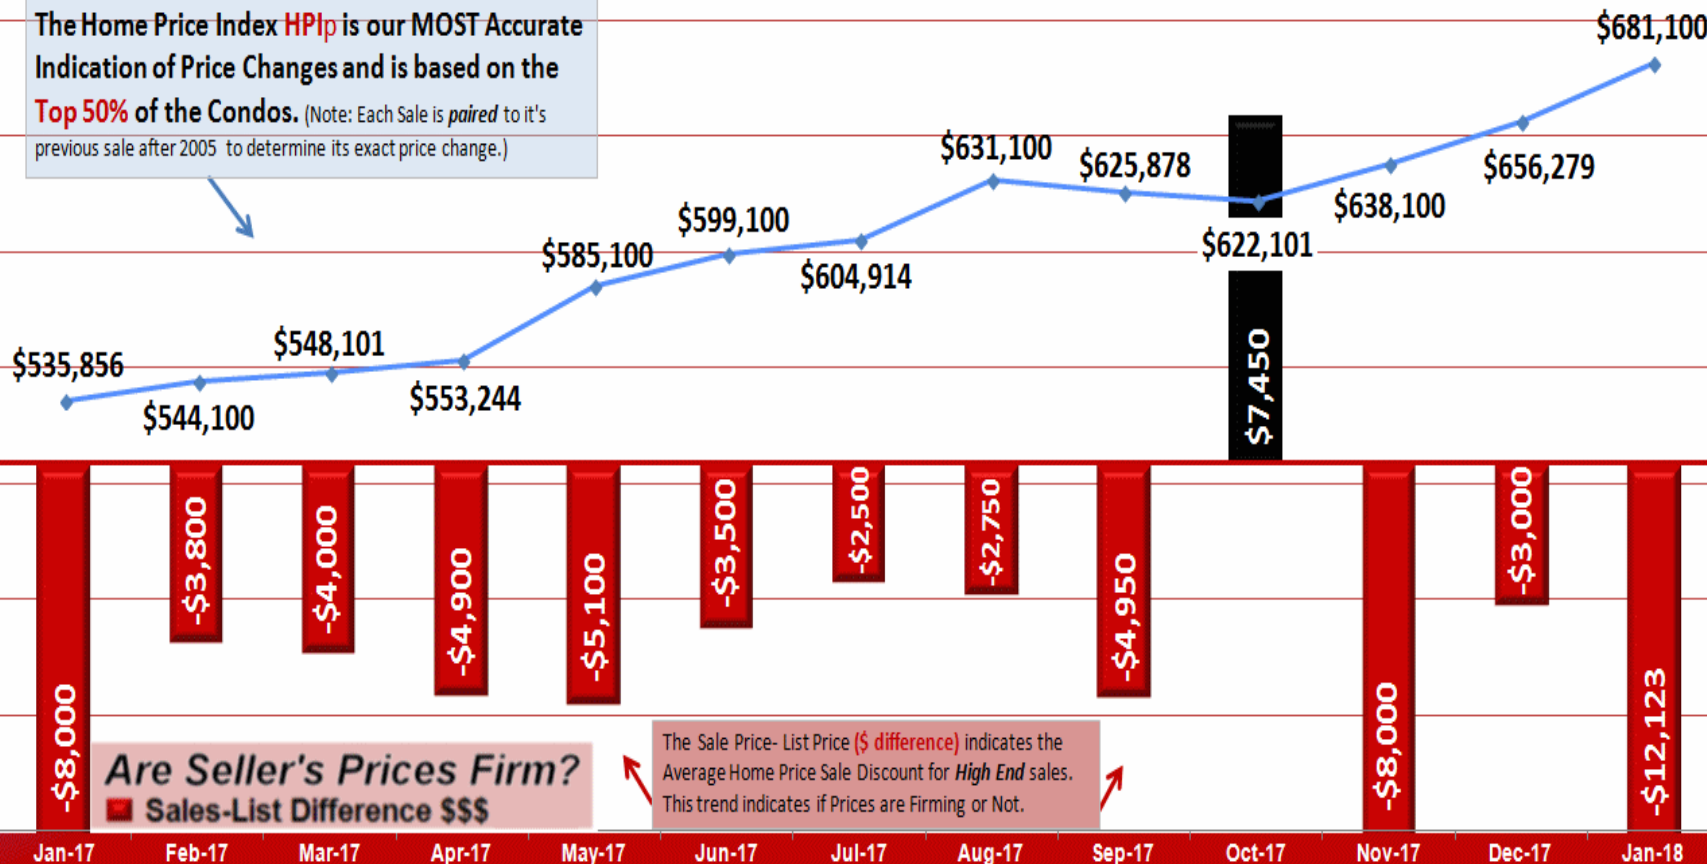 The Home Price Index HPIp is our MOST Accurate
Indication of Price Changes and is based on the
Top 50% of the Condos. (Note: Each Sale is paired to it's
previous sale after 2005 to determine its exact price change.)
$681,100
$631,100
$625,878
$656,279
$638,100
$599,100
$622,101
$585,100
$604,914
$548,101
$535,856
$553,244
$544,100
-$8,000
-$3,800
-$4,000
-$4,900
-$5,100
-$3,500
-$2,500
-$2,750
-$4,950
$7,450
-$8,000
-$3,000
-$12,123
Are Seller's Prices Firm?
Sales-List Difference $$$
The Sale Price- List Price ($ difference) indicates the
Average Home Price Sale Discount for High End sales.
This trend indicates if Prices are Firming or Not.
Jan-17 Feb-17 Mar-17 Apr-17 May-17 Jun-17 Jul-17 Aug-17 Sep-17 Oct-17 Nov-17 Dec-17 Jan-18